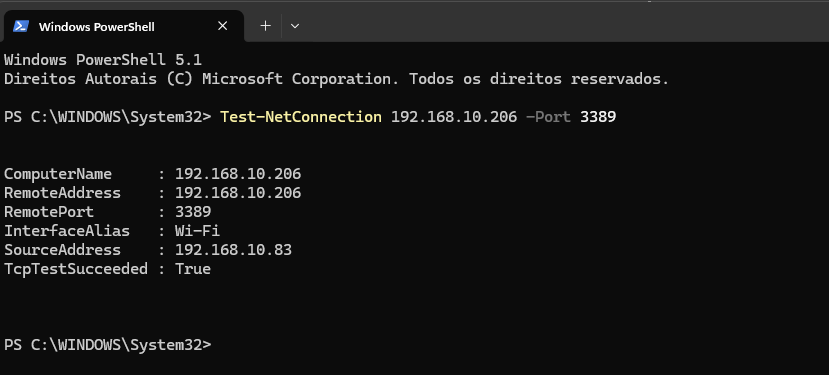 Windows PowerShell
Windows PowerShell 5.1
Direitos Autorais (C) Microsoft Corporation. Todos os direitos reservados.
PS C:\WINDOWS\System32> Test-NetConnection 192.168.10.206 -Port 3389
ComputerName     : 192.168.10.206
RemoteAddress    : 192.168.10.206
RemotePort       : 3389
InterfaceAlias   : Wi-Fi
SourceAddress    : 192.168.10.83
TcpTestSucceeded : True
PS C:\WINDOWS\System32>